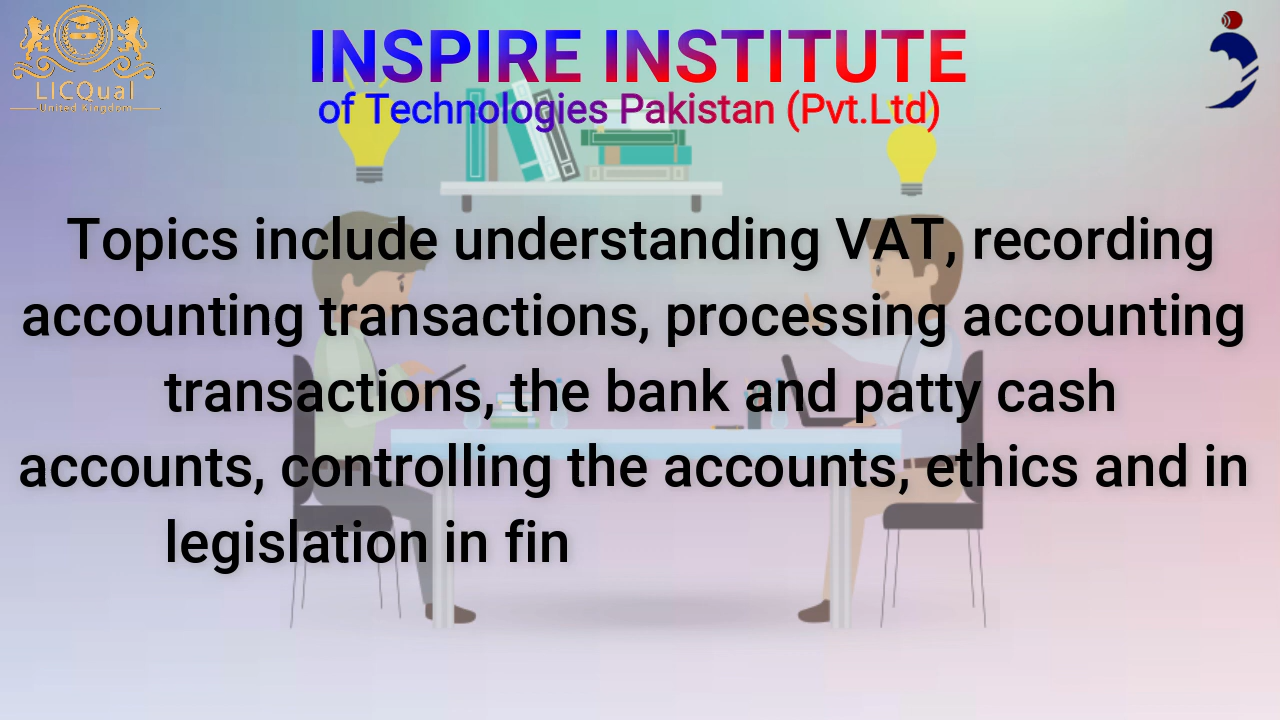 LICQual
United Kingdom
INSPIRE INSTITUTE
of Technologies Pakistan (Pvt.Ltd)
Topics include understanding VAT, recording
accounting transactions, processing accounting
transactions, the bank and patty cash
accounts, controlling the accounts, ethics and in
legislation in fin